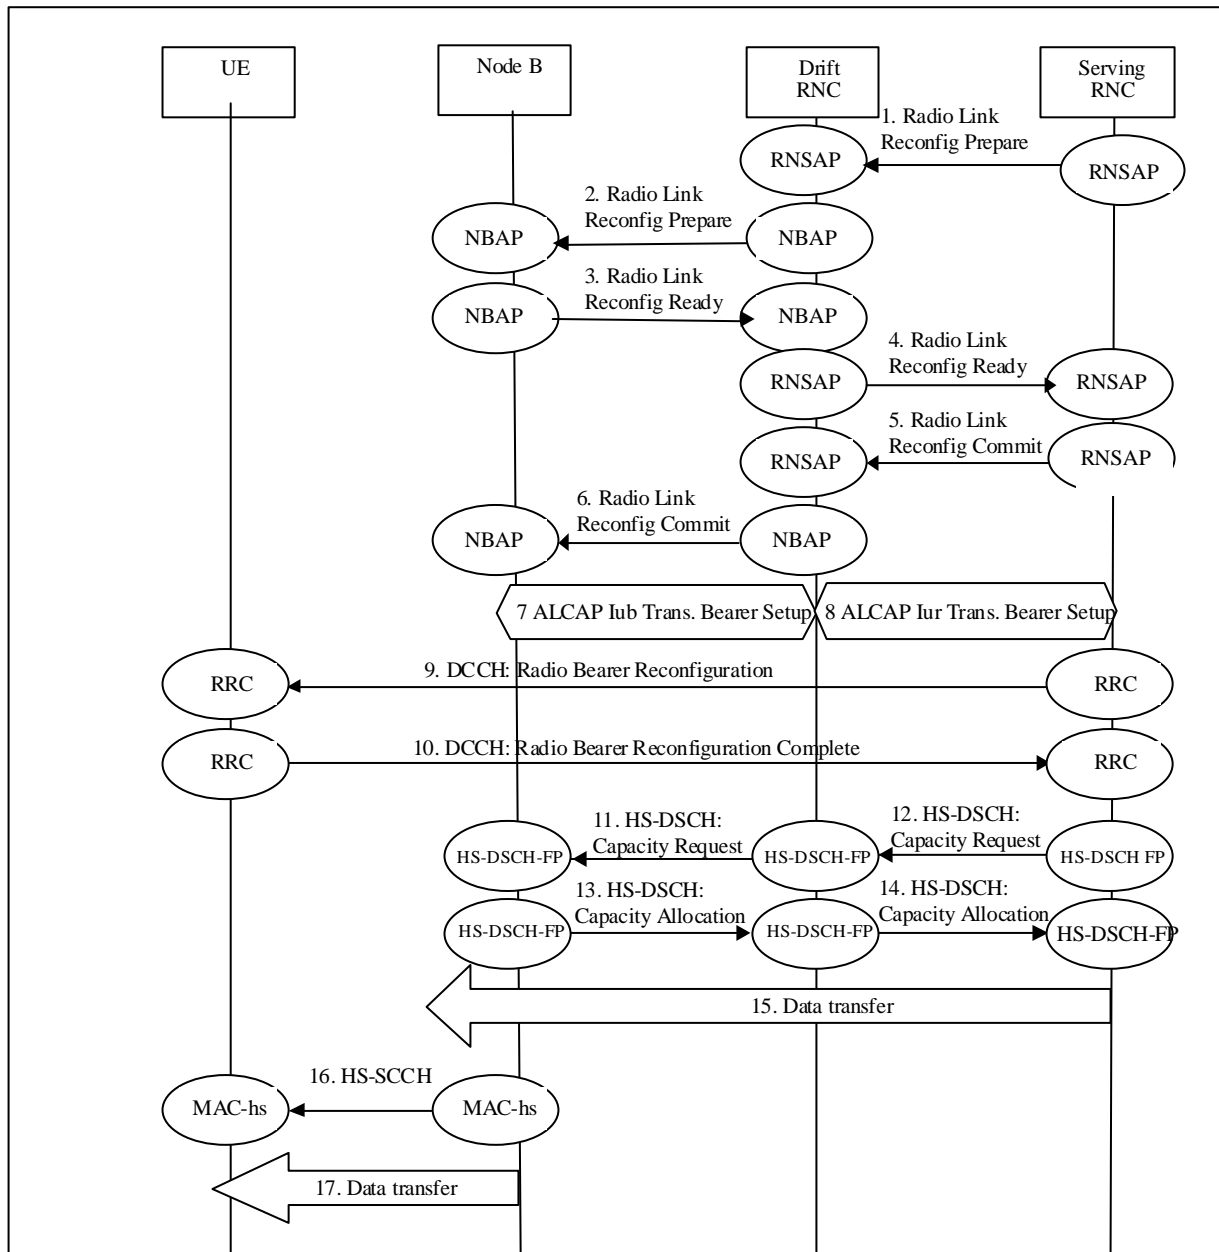 UE
Node B
Drift
RNC
Serving
RNC
1. Radio Link
Reconfig Prepare
RNSAP
RNSAP
2. Radio Link
Reconfig Prepare
NBAP
NBAP
3. Radio Link
Reconfig Ready
NBAP
NBAP
4. Radio Link
Reconfig Ready
RNSAP
RNSAP
5. Radio Link
Reconfig Commit
RNSAP
RNSAP
6. Radio Link
Reconfig Commit
NBAP
NBAP
7 ALCAP Iub Trans. Bearer Setup
8 ALCAP Iur Trans. Bearer Setup
9. DCCH: Radio Bearer Reconfiguration
RRC
RRC
10. DCCH: Radio Bearer Reconfiguration Complete
RRC
RRC
11. HS-DSCH:
Capacity Request
12. HS-DSCH:
Capacity Request
HS-DSCH-FP
HS-DSCH-FP
HS-DSCH FP
13. HS-DSCH:
Capacity Allocation
14. HS-DSCH:
Capacity Allocation
HS-DSCH-FP
HS-DSCH-FP
HS-DSCH-FP
15. Data transfer
16. HS-SCCH
MAC-hs
MAC-hs
17. Data transfer